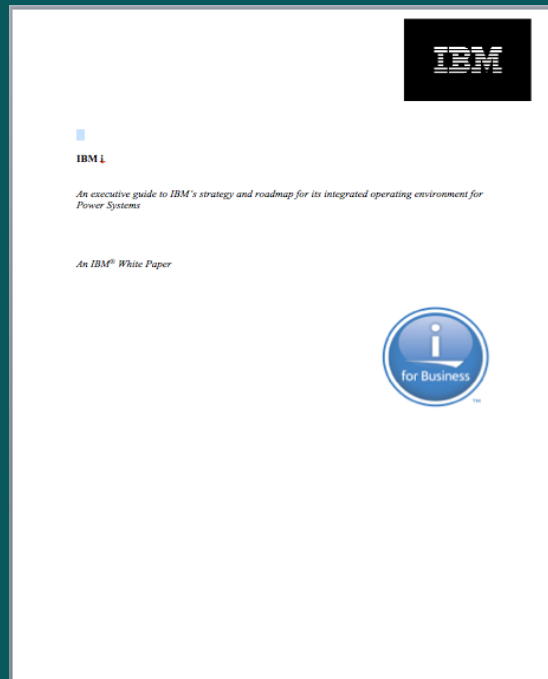 IBM
IBM i
An executive guide to IBM's strategy and roadmap for its integrated operating environment for
Power Systems
An IBM® White Paper
i
for Business
™